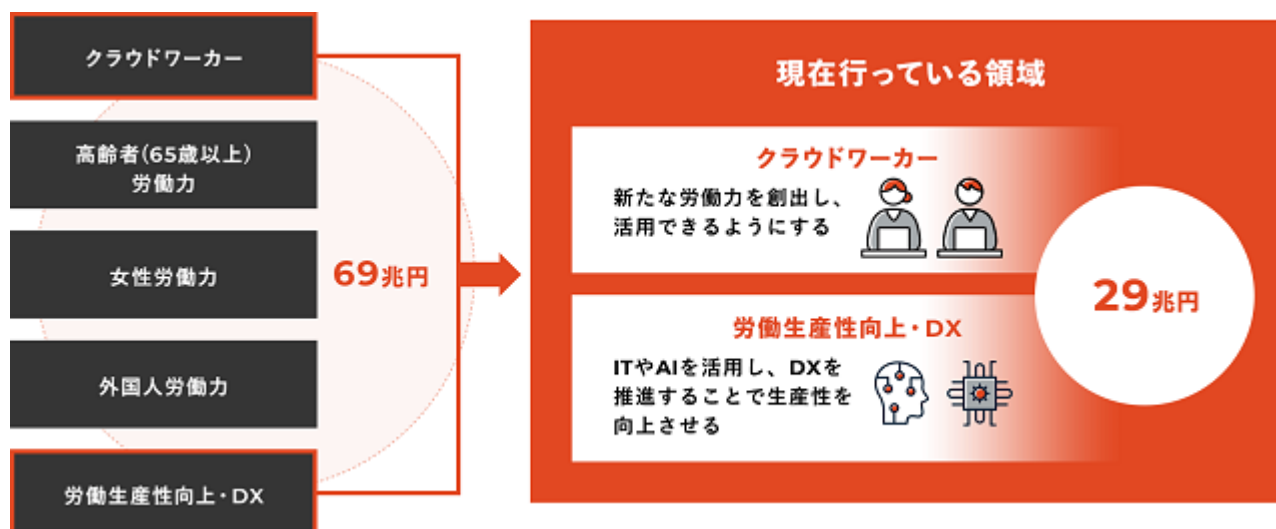 クラウドワーカー
高齢者(65歳以上)
労働力
女性労働力
外国人労働力
労働生産性向上・DX
69兆円
現在行っている領域
クラウドワーカー
新たな労働力を創出し、
活用できるようにする
労働生産性向上・DX
ITやAIを活用し、DXを
推進することで生産性を
向上させる
29兆円